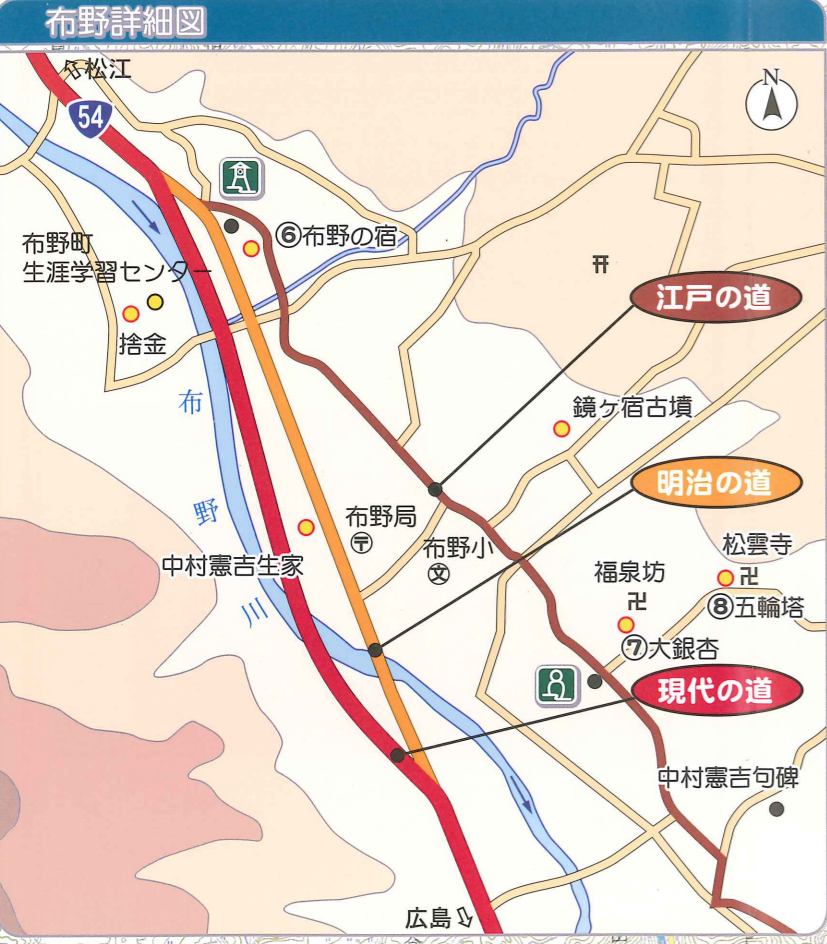 布野詳細図
松江
54
N
⑥布野の宿
布野町
生涯学習センター
捨金
江戸の道
布
野
川
鏡ヶ宿古墳
明治の道
布野局
布野小
文
中村憲吉生家
松雲寺
福泉坊
⑧五輪塔
⑦大銀杏
現代の道
中村憲吉句碑
広島